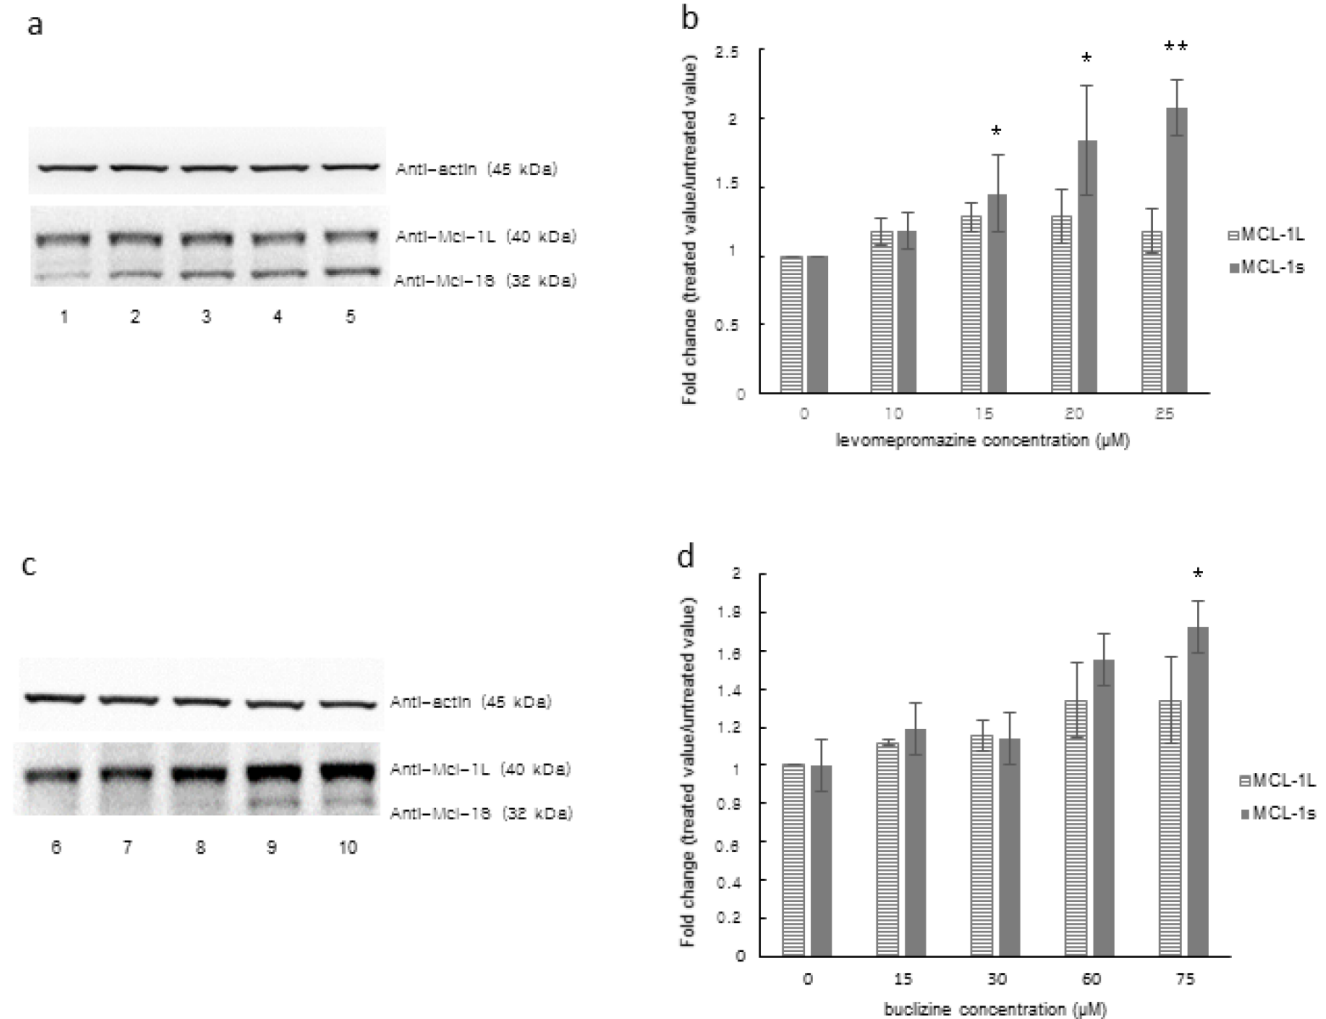 a
Anti-actin (45 kDa)
Anti-Mcl-1L (40 kDa)
Anti-Mcl-1S (32 kDa)
1 2 3 4 5
b
Fold change (treated value/untreated value)
2.5
2
1.5
1
0.5
0
*
*
**
0 10 15 20 25
levomepromazine concentration (µM)
MCL-1L
MCL-1s
c
Anti-actin (45 kDa)
Anti-Mcl-1L (40 kDa)
Anti-Mcl-1S (32 kDa)
6 7 8 9 10
d
Fold change (treated value/untreated value)
2
1.8
1.6
1.4
1.2
1
0.8
0.6
0.4
0.2
0
*
0 15 30 60 75
buclizine concentration (µM)
MCL-1L
MCL-1s